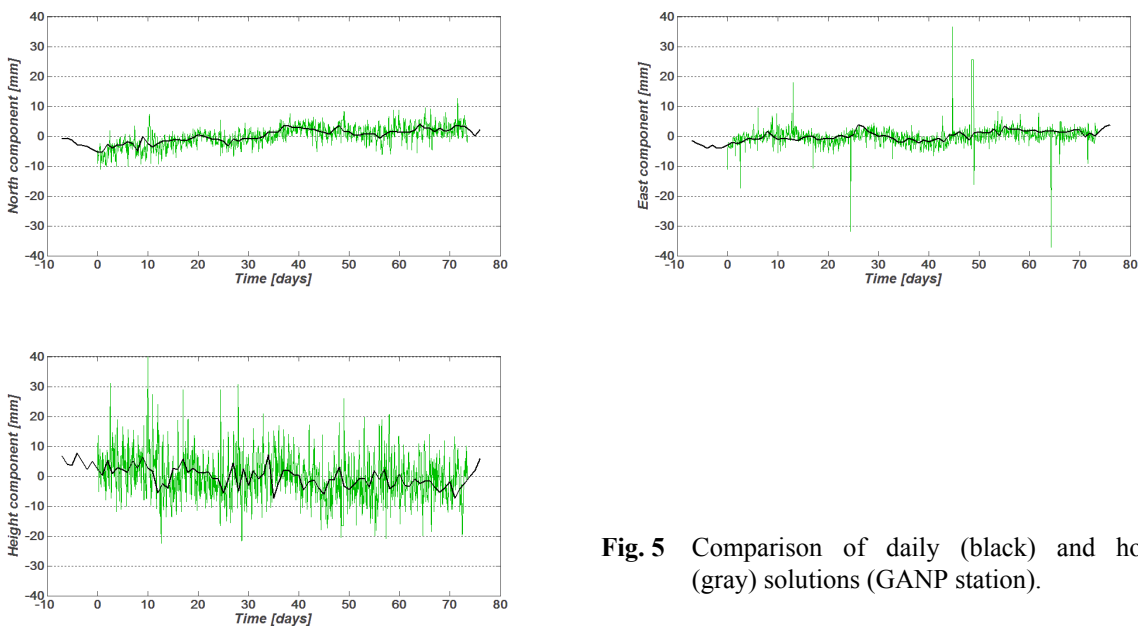 40
30
20
10
0
-10
-20
-30
-40
North component [mm]
-10 0 10 20 30 40 50 60 70 80
Time [days]
40
30
20
10
0
-10
-20
-30
-40
East component [mm]
-10 0 10 20 30 40 50 60 70 80
Time [days]
40
30
20
10
0
-10
-20
-30
-40
Height component [mm]
-10 0 10 20 30 40 50 60 70 80
Time [days]
Fig. 5 Comparison of daily (black) and ho
(gray) solutions (GANP station).